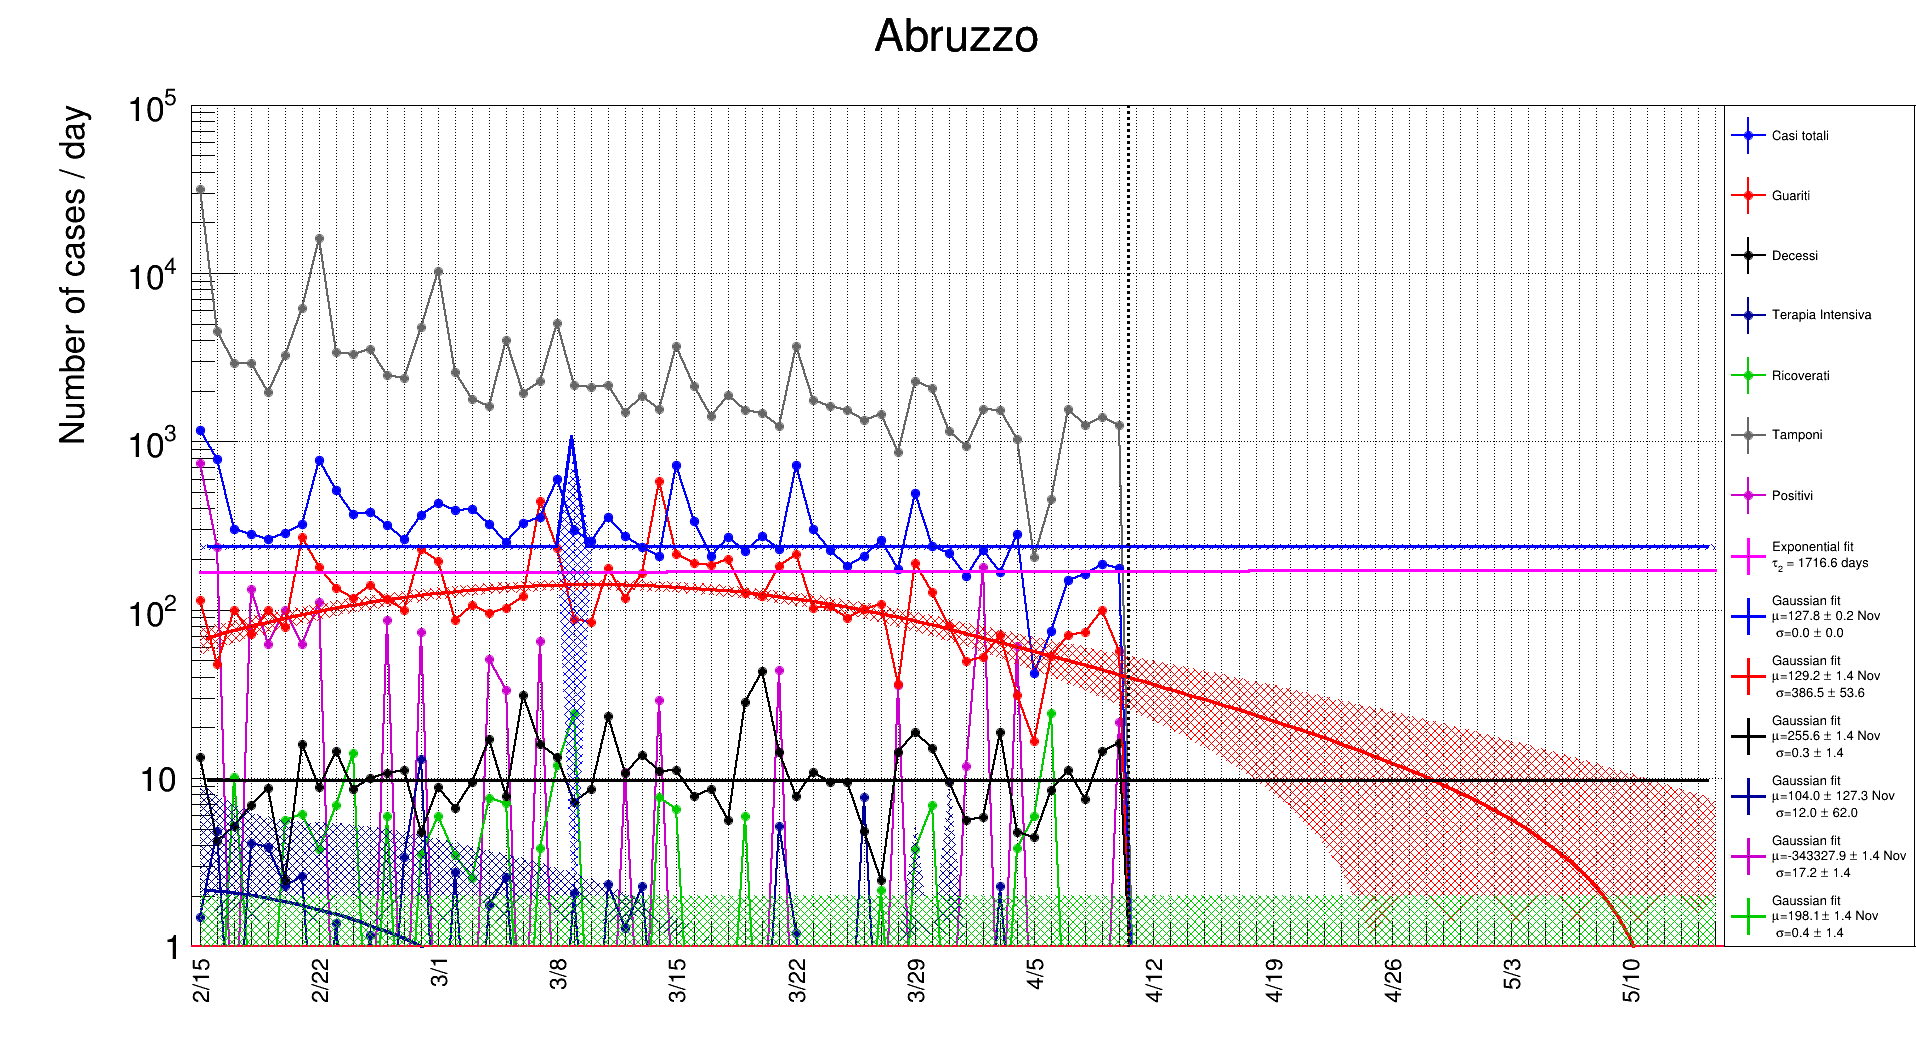 Abruzzo
Number of cases / day
10^5
10^4
10^3
10^2
10
1
2/15
2/22
3/1
3/8
3/15
3/22
3/29
4/5
4/12
4/19
4/26
5/3
5/10
Casi totali
Guariti
Decessi
Terapia Intensiva
Ricoverati
Tamponi
Positivi
Exponential fit
τ₂ = 1716.6 days
Gaussian fit
μ=127.8 ± 0.2 Nov
σ=0.0 ± 0.0
Gaussian fit
μ=129.2 ± 1.4 Nov
σ=386.5 ± 53.6
Gaussian fit
μ=255.6 ± 1.4 Nov
σ=0.3 ± 1.4
Gaussian fit
μ=104.0 ± 127.3 Nov
σ=12.0 ± 62.0
Gaussian fit
μ=-343327.9 ± 1.4 Nov
σ=17.2 ± 1.4
Gaussian fit
μ=198.1 ± 1.4 Nov
σ=0.4 ± 1.4